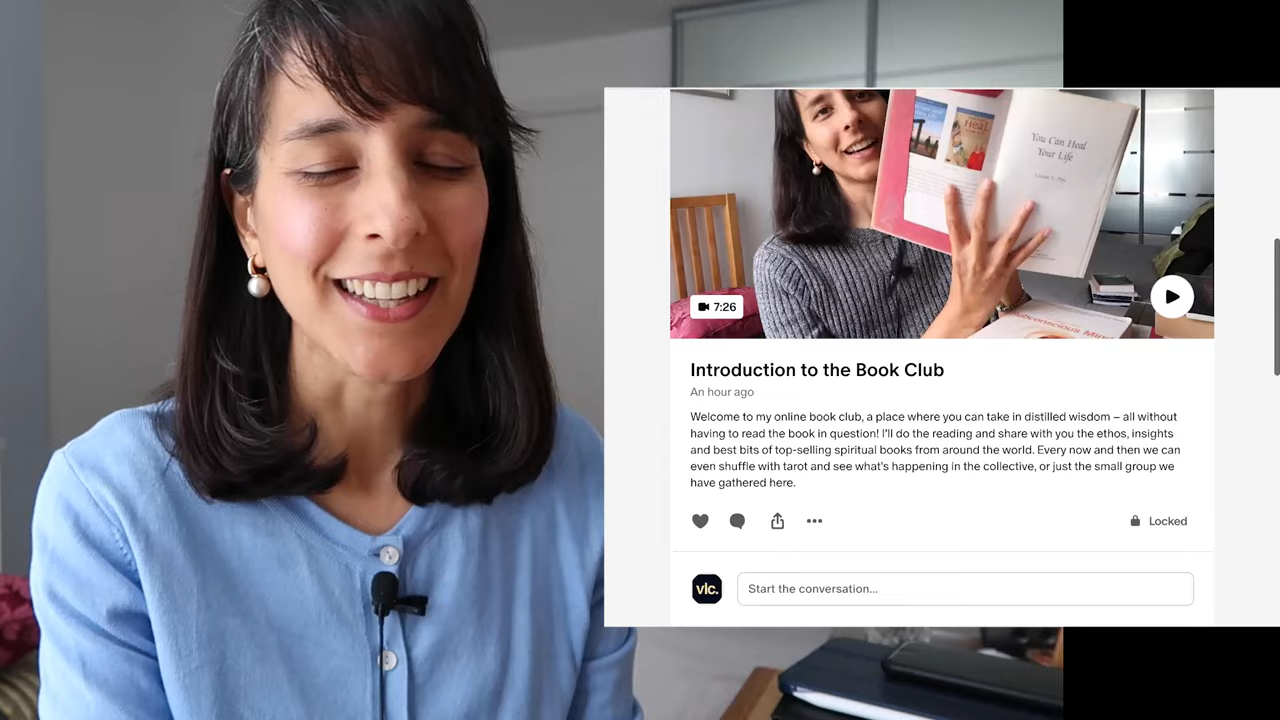 Heal
You Can Heal
Your Life
7:26
Subconscious Mind
Introduction to the Book Club
An hour ago
Welcome to my online book club, a place where you can take in distilled wisdom – all without
having to read the book in question! I'll do the reading and share with you the ethos, insights
and best bits of top-selling spiritual books from around the world. Every now and then we can
even shuffle with tarot and see what's happening in the collective, or just the small group we
have gathered here.
Locked
vlc.
Start the conversation...